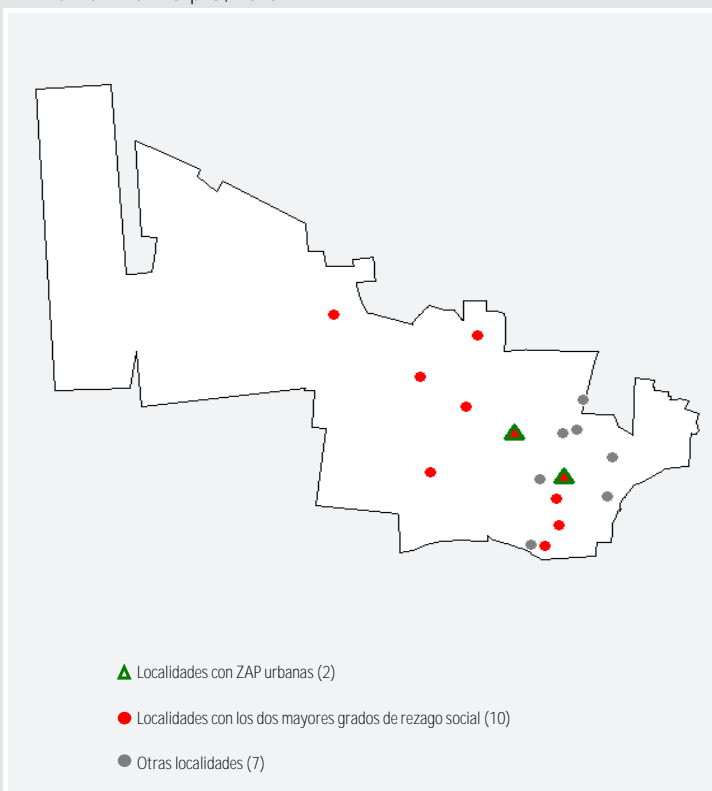 Localidades con ZAP urbanas (2)
Localidades con los dos mayores grados de rezago social (10)
Otras localidades (7)